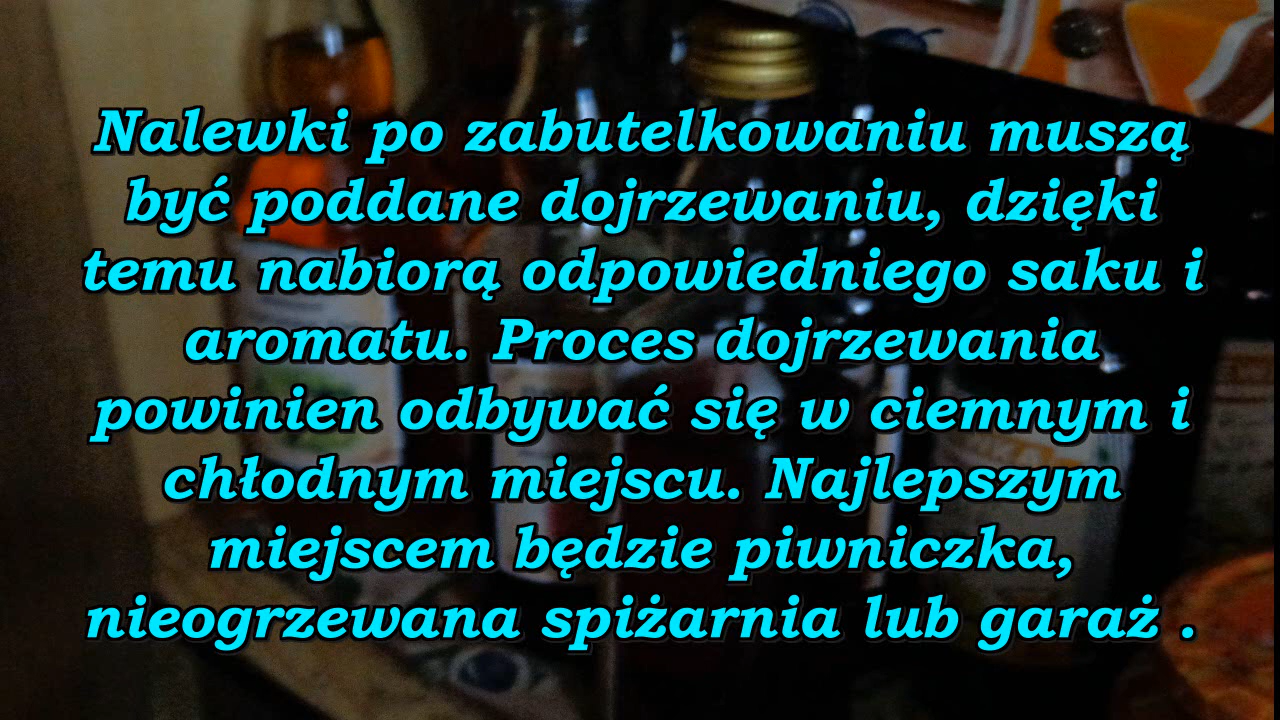 Nalewki po zabutelkowaniu muszą
być poddane dojrzewaniu, dzięki
temu nabiorą odpowiedniego saku i
aromatu. Proces dojrzewania
powinien odbywać się w ciemnym i
chłodnym miejscu. Najlepszym
miejscem będzie piwniczka,
nieogrzewana spiżarnia lub garaż .